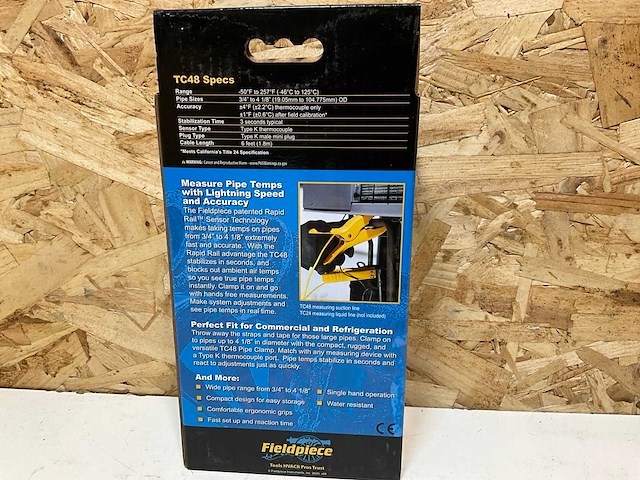 TC48 Specs
Range -50°F to 257°F (-46°C to 125°C)
Pipe Sizes 3/4" to 4 1/8" (19.05mm to 104.775mm) OD
Accuracy ±4°F (±2.2°C) thermocouple only
±1°F (±0.6°C) after field calibration*
Stabilization Time 3 seconds typical
Sensor Type Type K thermocouple
Plug Type Type K male mini plug
Cable Length 6 feet (1.8m)
*Meets California's Title 24 Specification
WARNING: Cancer and Reproductive Harm - www.P65Warnings.ca.gov
Measure Pipe Temps
with Lightning Speed
and Accuracy
The Fieldpiece patented Rapid
Rail™ Sensor Technology
makes taking temps on pipes
from 3/4" to 4 1/8" extremely
fast and accurate. With the
Rapid Rail advantage the TC48
stabilizes in seconds, and
blocks out ambient air temps
so you see true pipe temps
instantly. Clamp it on and go
with hands free measurements.
Make system adjustments and
see pipe temps in real time.
TC48 measuring suction line
TC24 measuring liquid line (not included)
Perfect Fit for Commercial and Refrigeration
Throw away the straps and tape for those large pipes. Clamp on
to pipes up to 4 1/8" in diameter with the compact, rugged, and
versatile TC48 Pipe Clamp. Match with any measuring device with
a Type K thermocouple port. Pipe temps stabilize in seconds and
react to adjustments just as quickly.
And More:
Wide pipe range from 3/4" to 4 1/8"
Compact design for easy storage
Comfortable ergonomic grips
Fast set up and reaction time
Single hand operation
Water resistant
CE
Fieldpiece
Tools HVACR Pros Trust